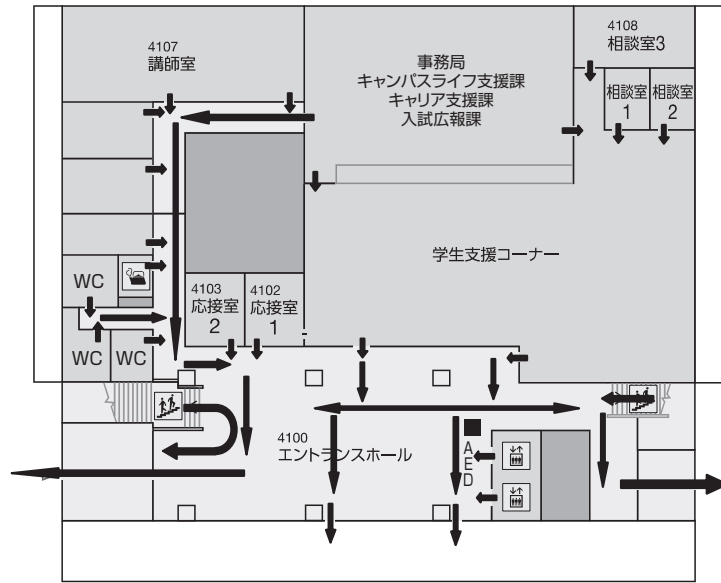 4107
講師室
事務局
キャンパスライフ支援課
キャリア支援課
入試広報課
4108
相談室3
相談室
1
相談室
2
学生支援コーナー
WC
4103
応接室
2
4102
応接室
1
WC
WC
4100
エントランスホール
AED